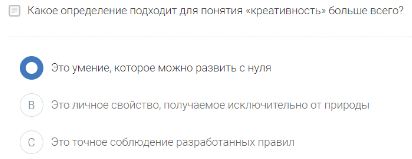 Какое определение подходит для понятия «креативность» больше всего?
Это умение, которое можно развить с нуля
B Это личное свойство, получаемое исключительно от природы
C Это точное соблюдение разработанных правил